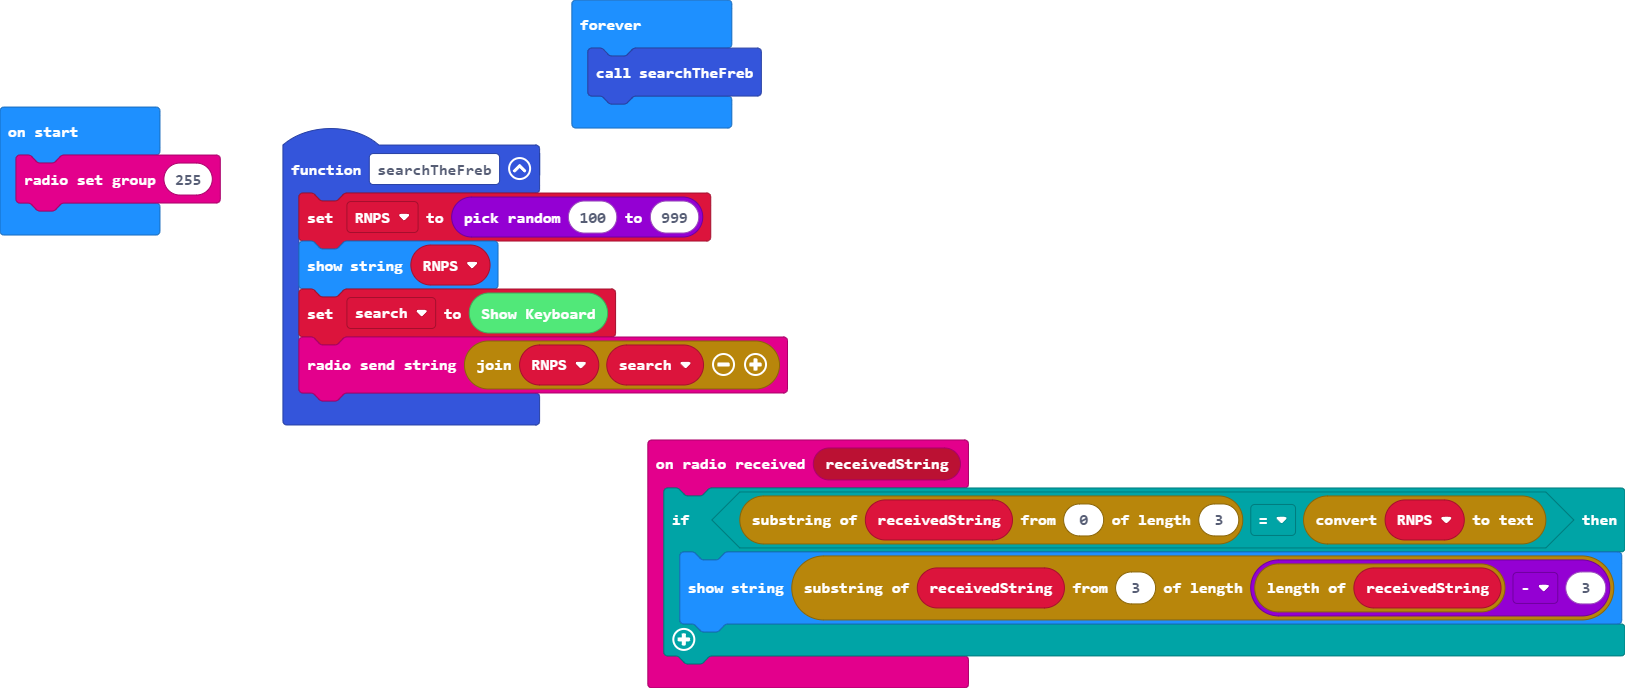 forever
call searchTheFreb
on start
radio set group 255
function searchTheFreb
set RNPS to pick random 100 to 999
show string RNPS
set search to Show Keyboard
radio send string join RNPS search
on radio received receivedString
if substring of receivedString from 0 of length 3 = convert RNPS to text then
show string substring of receivedString from 3 of length length of receivedString - 3